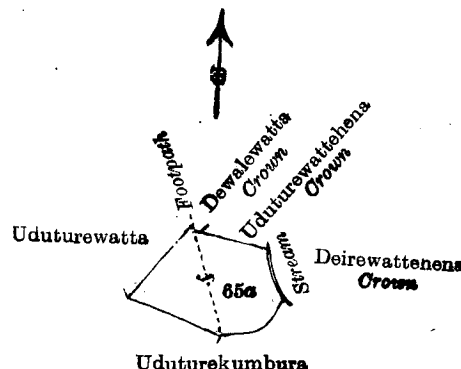 Footpath
Dewalewatta
Crown
Uduturewattehena
Crown
Uduturewatta
Stream
Deirewattenena
Crown
65a
Uduturekumbura